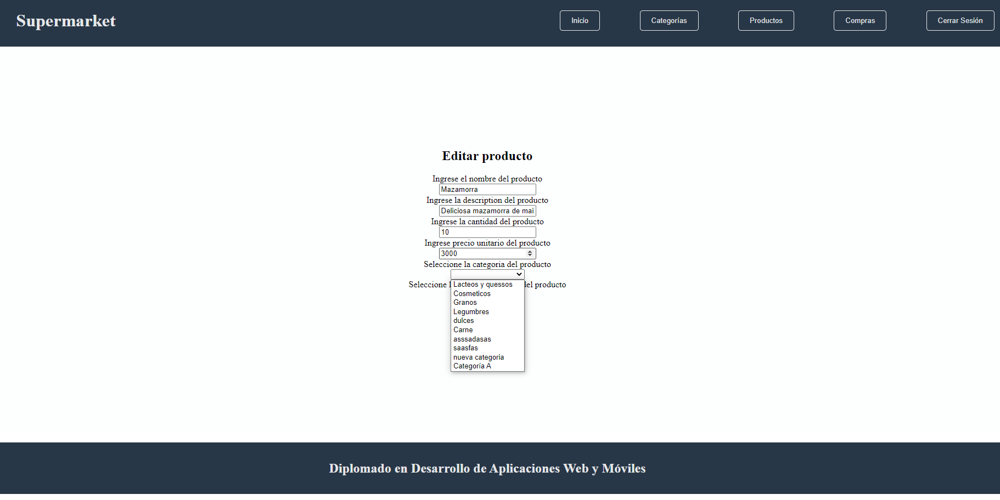 Supermarket
Inicio
Categorías
Productos
Compras
Cerrar Sesión
Editar producto
Ingrese el nombre del producto
Mazamorra
Ingrese la description del producto
Deliciosa mazamorra de mai
Ingrese la cantidad del producto
10
Ingrese precio unitario del producto
3000
Seleccione la categoria del producto
Seleccione del producto
Lacteos y quessos
Cosmeticos
Granos
Legumbres
dulces
Carne
asssadasas
saasfas
nueva categoria
Categoría A
Diplomado en Desarrollo de Aplicaciones Web y Móviles